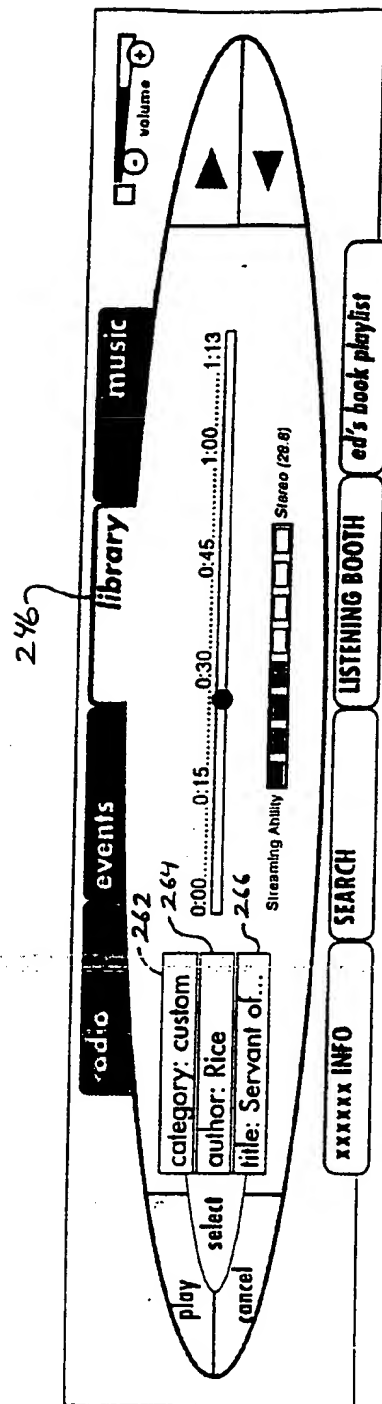 246
radio
events
library
music
volume
262
264
266
category: custom
author: Rice
title: Servant of...
play
select
cancel
0:00 0:15 0:30 0:45 1:00 1:13
Streaming Ability
Stereo (28.8)
xxxxxx INFO
SEARCH
LISTENING BOOTH
ed's book playlist